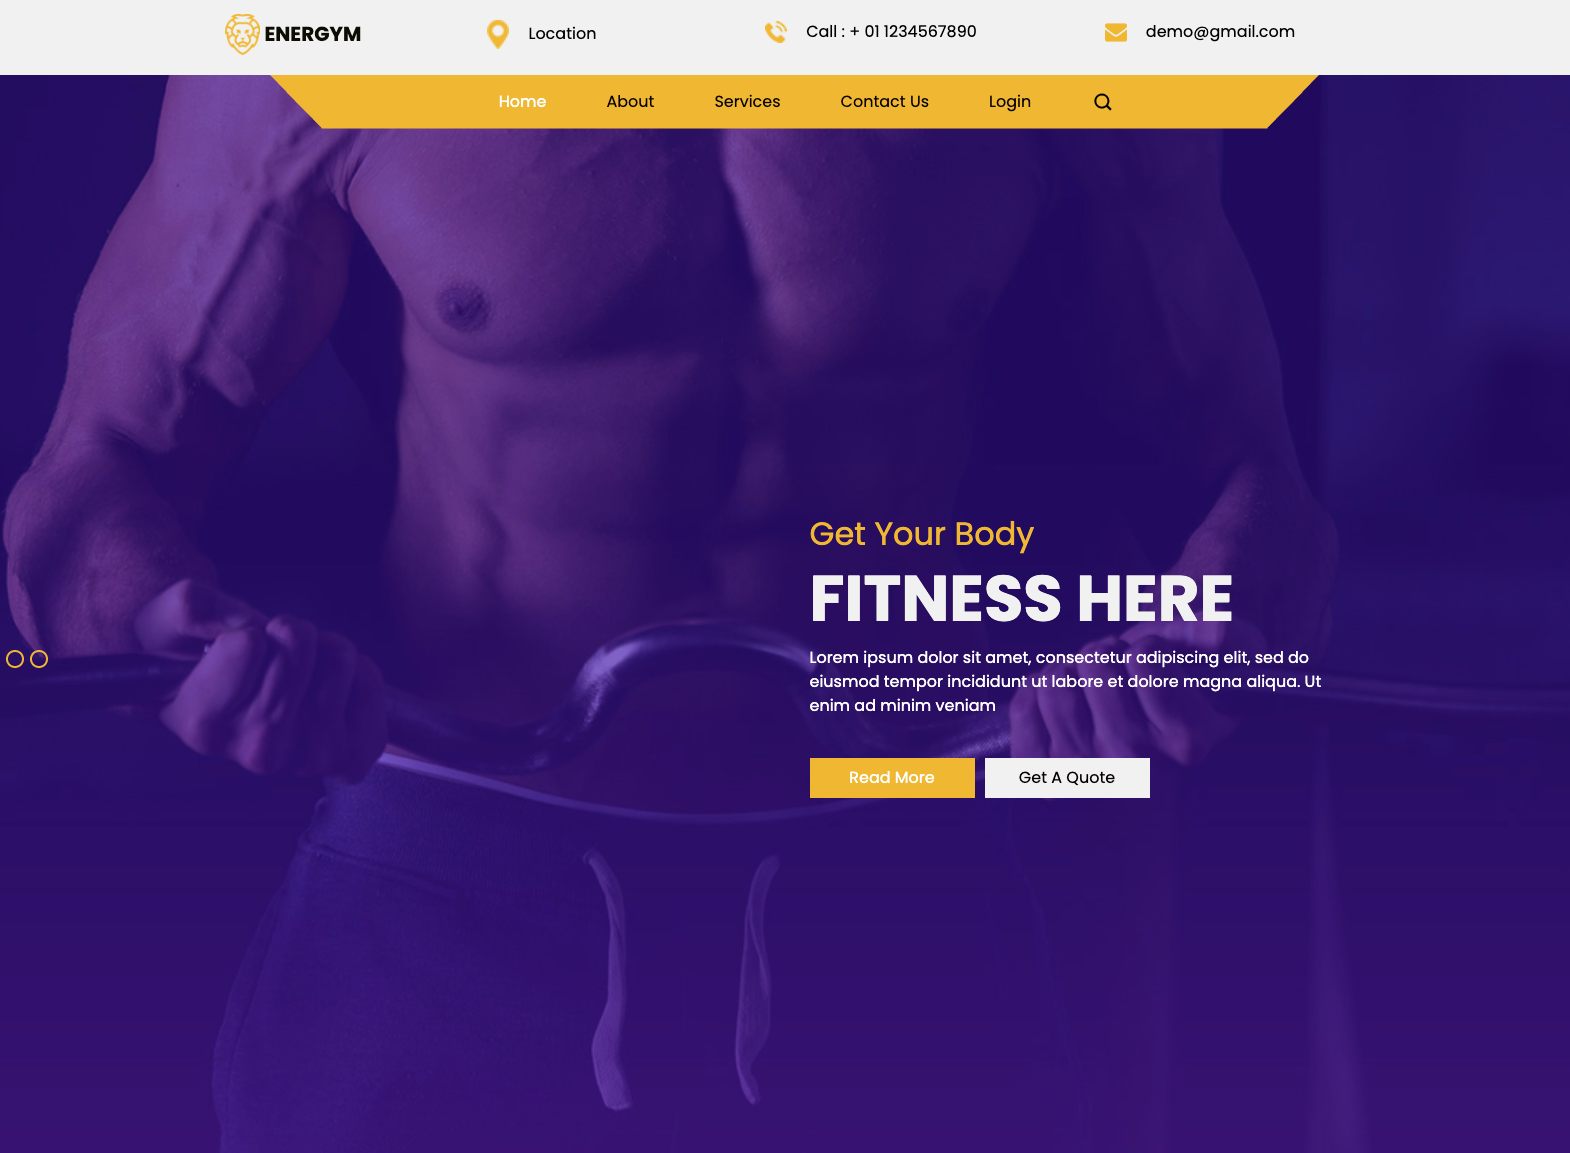 ENERGYM
Location
Call : + 01 1234567890
demo@gmail.com
Home
About
Services
Contact Us
Login
Get Your Body
FITNESS HERE
Lorem ipsum dolor sit amet, consectetur adipiscing elit, sed do
eiusmod tempor incididunt ut labore et dolore magna aliqua. Ut
enim ad minim veniam
Read More
Get A Quote